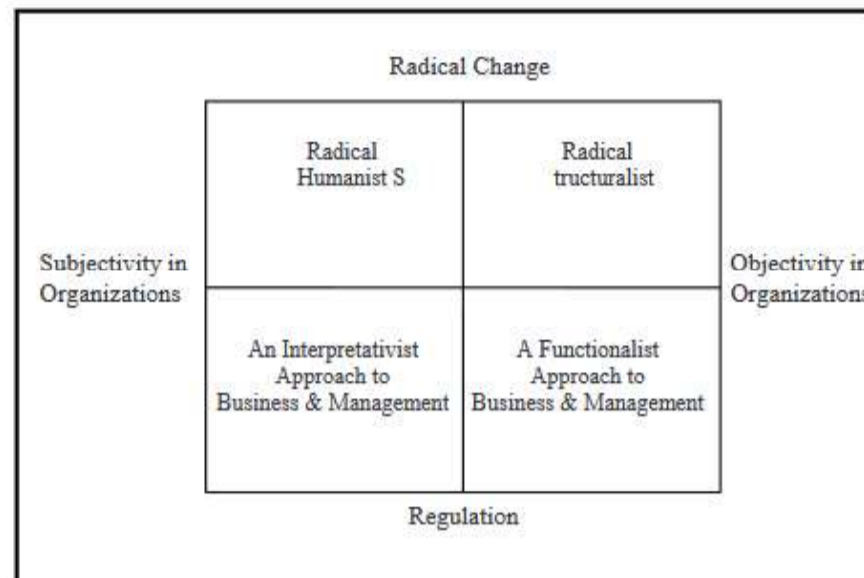 Radical Change
Radical
Humanist S
Radical
tructuralist
Subjectivity in
Organizations
Objectivity in
Organizations
An Interpretativist
Approach to
Business & Management
A Functionalist
Approach to
Business & Management
Regulation